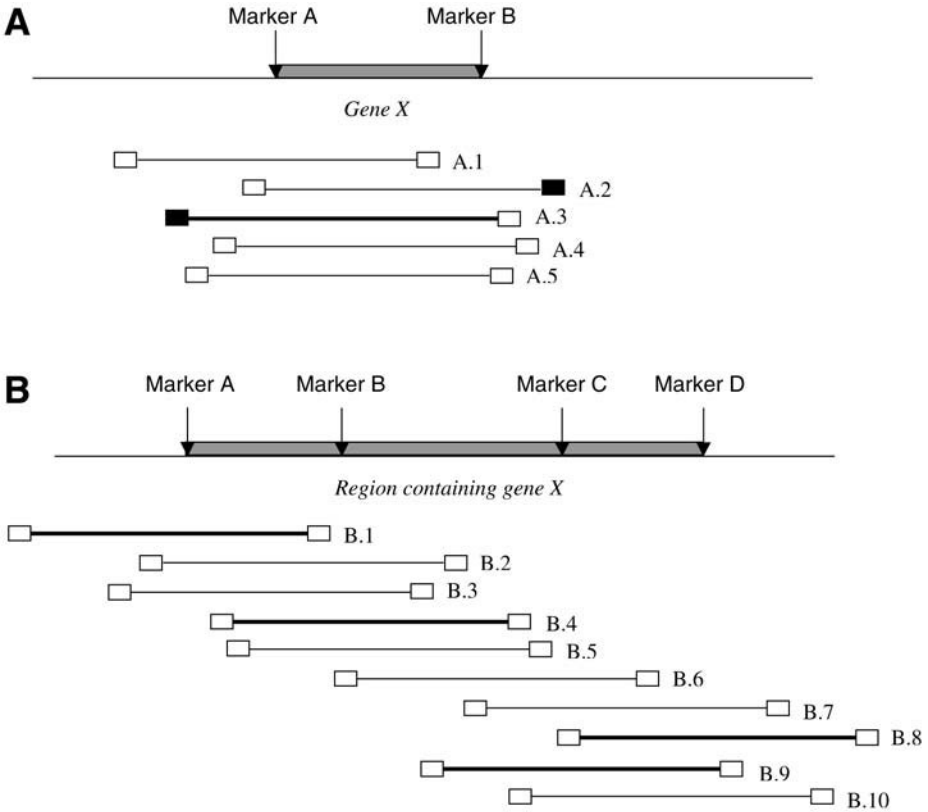 A
Marker A Marker B
Gene X
A.1
A.2
A.3
A.4
A.5
B
Marker A Marker B Marker C Marker D
Region containing gene X
B.1
B.2
B.3
B.4
B.5
B.6
B.7
B.8
B.9
B.10